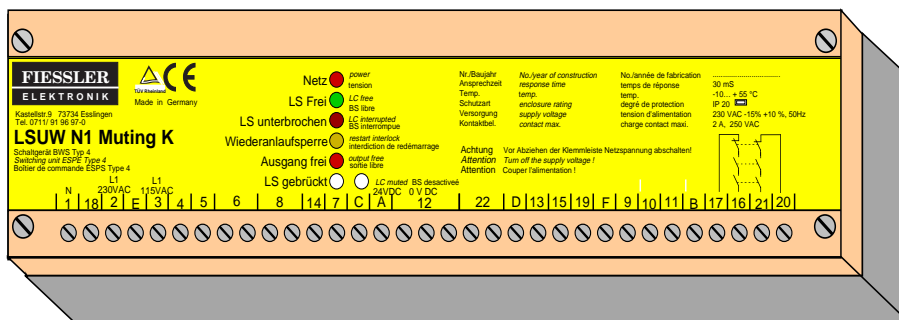 FIESSLER
ELEKTRONIK
TÜV Rheinland
Made in Germany
Kastellstr.9 73734 Esslingen
Tel. 0711/ 91 96 97-0
LSUW N1 Muting K
Schaltgerät BWS Typ 4
Switching unit ESPE Type 4
Boîtier de commande ESPS Type 4
Netz power
tension
LS Frei LC free
BS libre
LS unterbrochen LC interrupted
BS interrompue
Wiederanlaufsperre restart interlock
interdiction de redémarrage
Ausgang frei output free
sortie libre
LS gebrückt LC muted BS desactiveé
Nr./Baujahr No./year of construction No./année de fabrication ..............................
Ansprechzeit response time temps de réponse 30 mS
Temp. temp. temp. -10... + 55 °C
Schutzart enclosure rating degré de protection IP 20
Versorgung supply voltage tension d'alimentation 230 VAC -15% +10 %, 50Hz
Kontaktbel. contact max. charge contact maxi. 2 A, 250 VAC
Achtung Vor Abziehen der Klemmleiste Netzspannung abschalten!
Attention Turn off the supply voltage !
Attention Couper l'alimentation !
N L1 230VAC L1 115VAC 24VDC 0 V DC
1 18 2 E 3 4 5 6 8 14 7 C A 12 22 D 13 15 19 F 9 10 11 B 17 16 21 20